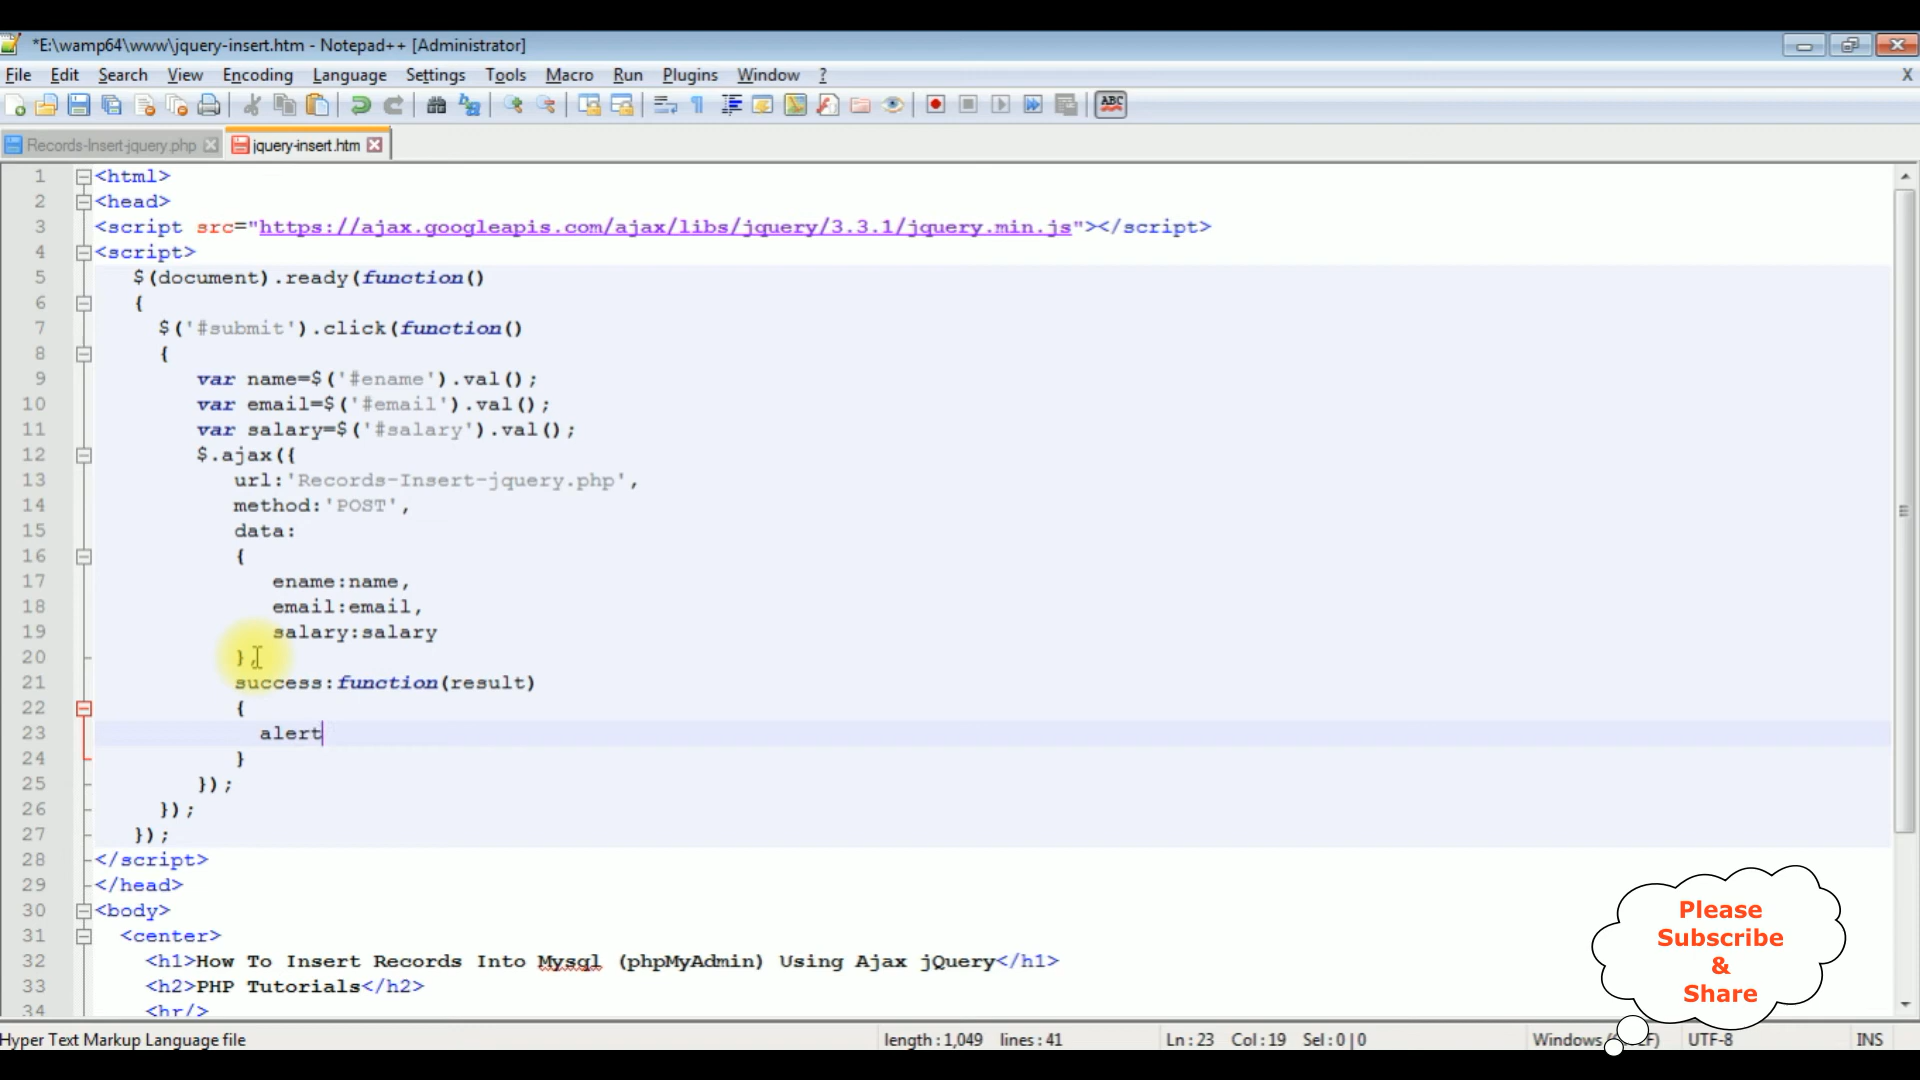 *E:\wamp64\www\jquery-insert.htm - Notepad++ [Administrator]
File Edit Search View Encoding Language Settings Tools Macro Run Plugins Window ? X
ABC
Records-Insert-jquery.php jquery-insert.htm
1 <html>
2 <head>
3 <script src="https://ajax.googleapis.com/ajax/libs/jquery/3.3.1/jquery.min.js"></script>
4 <script>
5 $(document).ready(function()
6 {
7 $('#submit').click(function()
8 {
9 var name=$('#ename').val();
10 var email=$('#email').val();
11 var salary=$('#salary').val();
12 $.ajax({
13 url:'Records-Insert-jquery.php',
14 method:'POST',
15 data:
16 {
17 ename:name,
18 email:email,
19 salary:salary
20 },
21 success:function(result)
22 {
23 alert
24 }
25 });
26 });
27 });
28 </script>
29 </head>
30 <body>
31 <center>
32 <h1>How To Insert Records Into Mysql (phpMyAdmin) Using Ajax jQuery</h1>
33 <h2>PHP Tutorials</h2>
34 <hr/>
Please
Subscribe
&
Share
Hyper Text Markup Language file length : 1,049 lines : 41 Ln : 23 Col : 19 Sel : 0 | 0 Windows UTF-8 INS